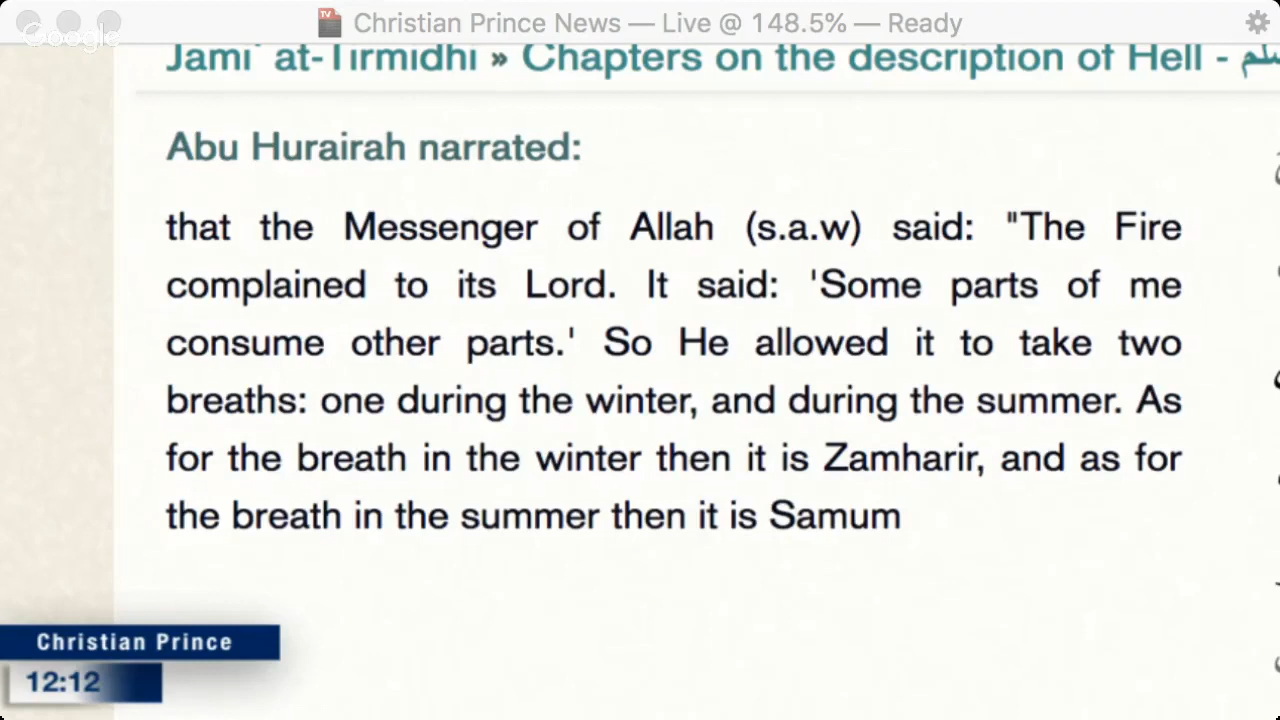 Christian Prince News — Live @ 148.5% — Ready
Google
Jami` at-Tirmidhi » Chapters on the description of Hell -
Abu Hurairah narrated:
that the Messenger of Allah (s.a.w) said: "The Fire
complained to its Lord. It said: 'Some parts of me
consume other parts.' So He allowed it to take two
breaths: one during the winter, and during the summer. As
for the breath in the winter then it is Zamharir, and as for
the breath in the summer then it is Samum
Christian Prince
12:12